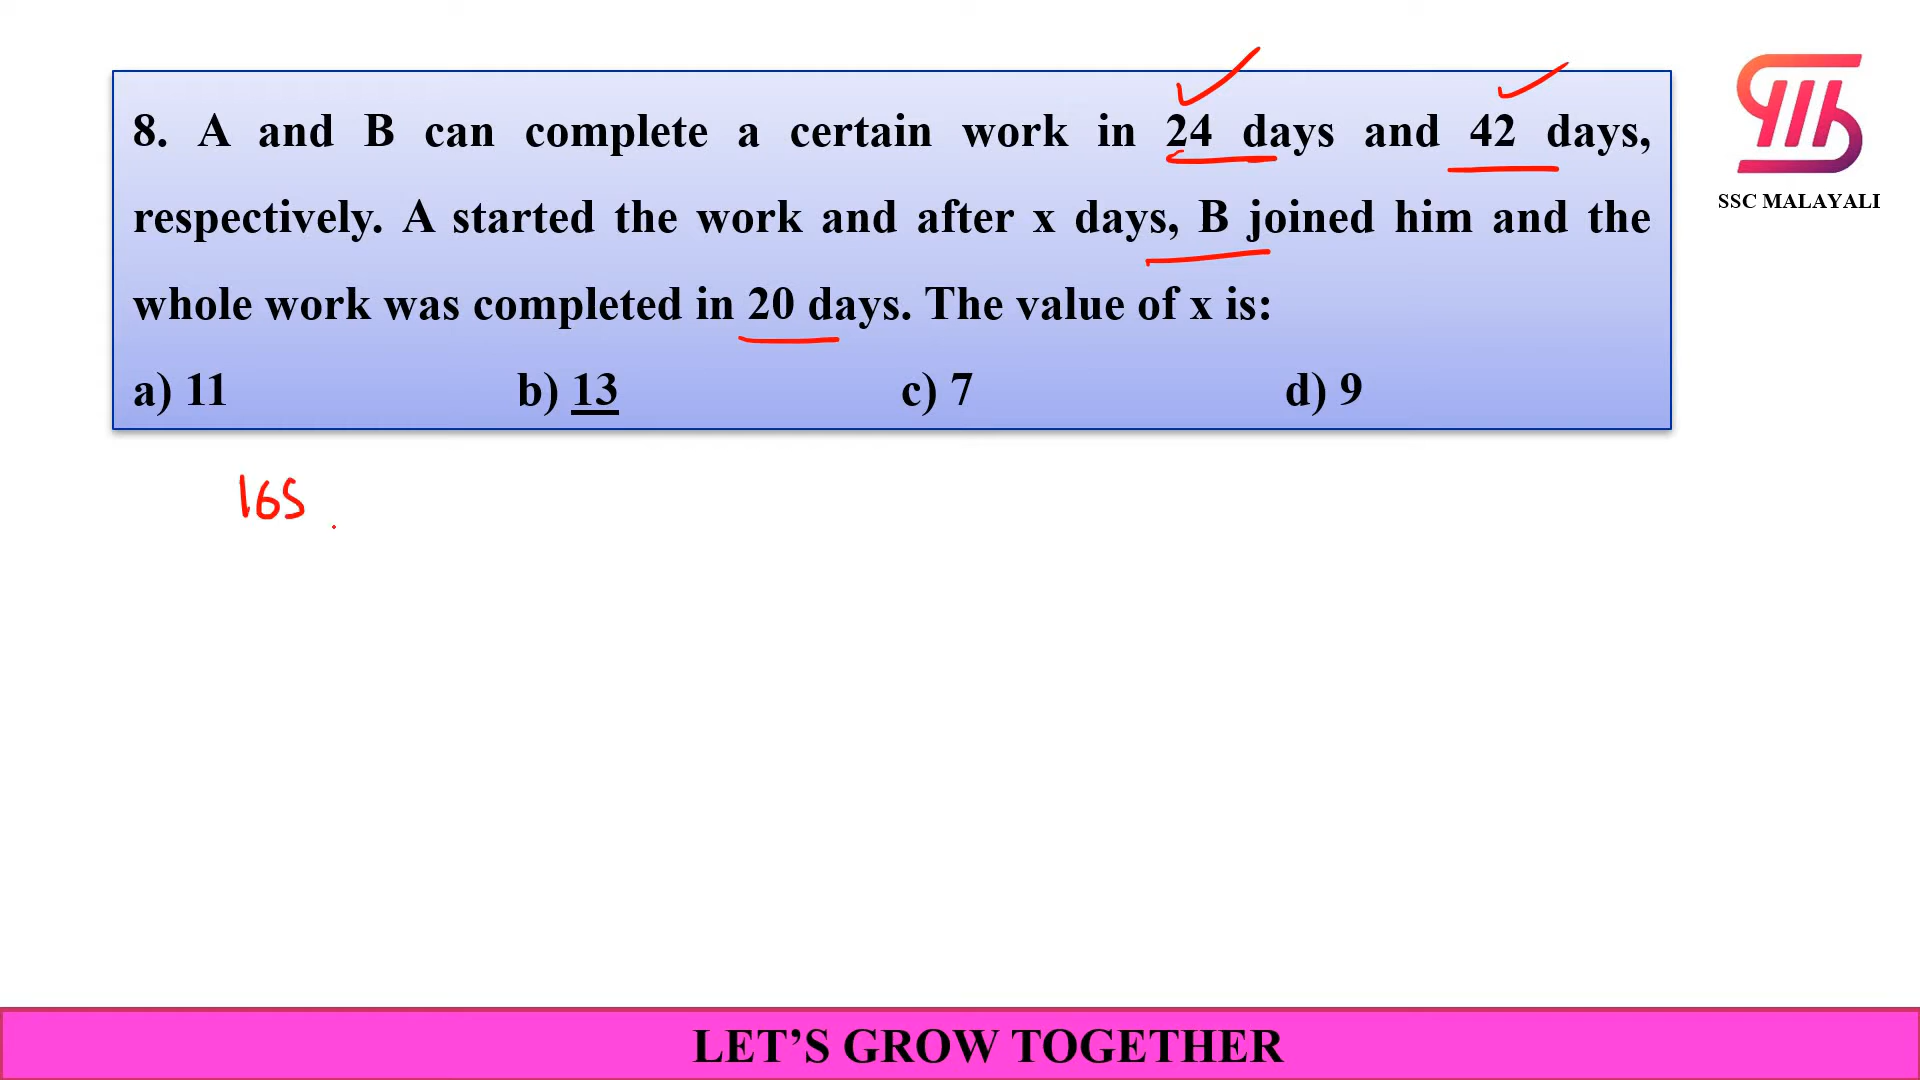 8. A and B can complete a certain work in 24 days and 42 days,
respectively. A started the work and after x days, B joined him and the
whole work was completed in 20 days. The value of x is:
a) 11 b) 13 c) 7 d) 9
SSC MALAYALI
165
LET’S GROW TOGETHER